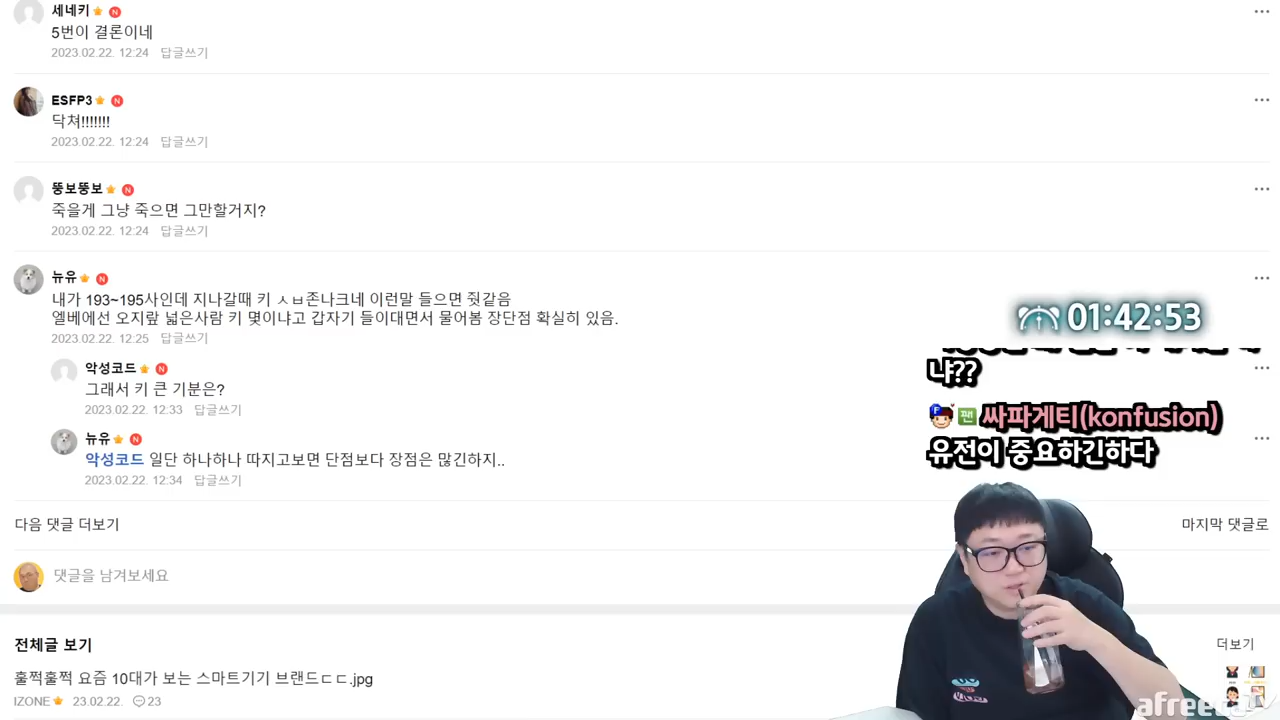 세네키
5번이 결론이네
2023.02.22. 12:24 답글쓰기
ESFP3
닥쳐!!!!!!!
2023.02.22. 12:24 답글쓰기
뚱보뚱보
죽을게 그냥 죽으면 그만할거지?
2023.02.22. 12:24 답글쓰기
뉴유
내가 193~195사인데 지나갈때 키 ㅅㅂ존나크네 이런말 들으면 줫같음
엘베에선 오지랖 넓은사람 키 몇이냐고 갑자기 들이대면서 물어봄 장단점 확실히 있음.
2023.02.22. 12:25 답글쓰기
악성코드
그래서 키 큰 기분은?
2023.02.22. 12:33 답글쓰기
뉴유
악성코드 일단 하나하나 따지고보면 단점보다 장점은 많긴하지..
2023.02.22. 12:34 답글쓰기
다음 댓글 더보기
마지막 댓글로
댓글을 남겨보세요
전체글 보기
더보기
훌쩍훌쩍 요즘 10대가 보는 스마트기기 브랜드ㄷㄷ.jpg
IZONE 23.02.22. 23
01:42:53
냐??
팬 싸파게티(konfusion)
유전이 중요하긴하다
afreecaTV